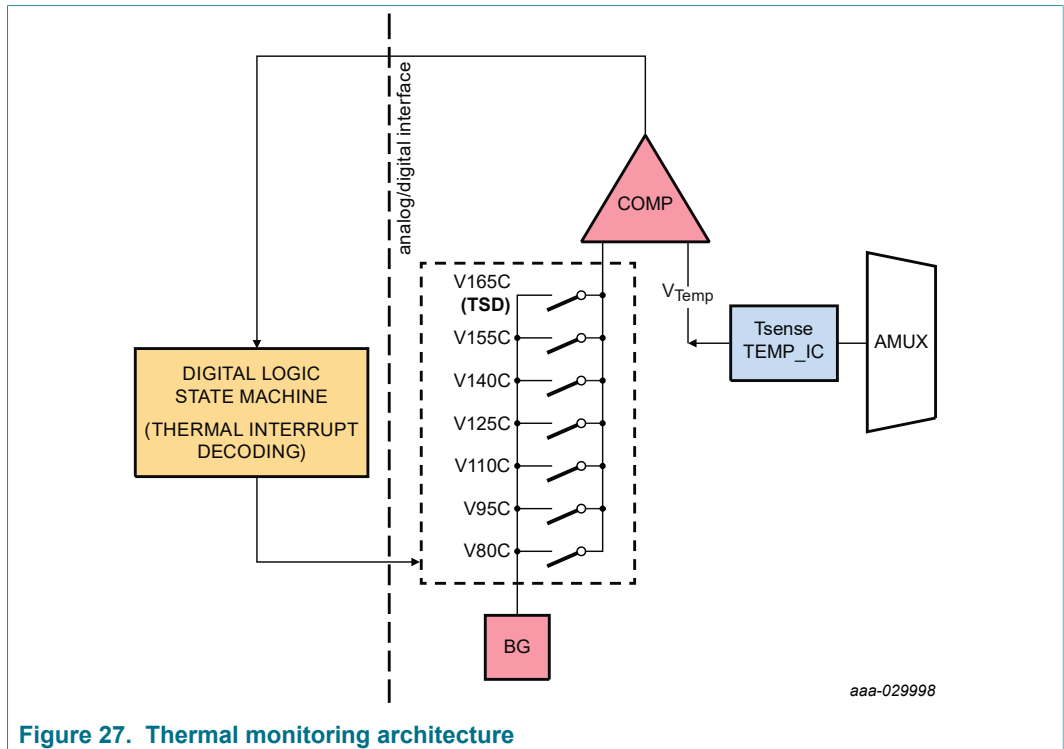 analog/digital interface
COMP
V165C
(TSD)
V155C
V140C
V125C
V110C
V95C
V80C
VTemp
Tsense
TEMP_IC
AMUX
DIGITAL LOGIC
STATE MACHINE
(THERMAL INTERRUPT
DECODING)
BG
aaa-029998
Figure 27. Thermal monitoring architecture